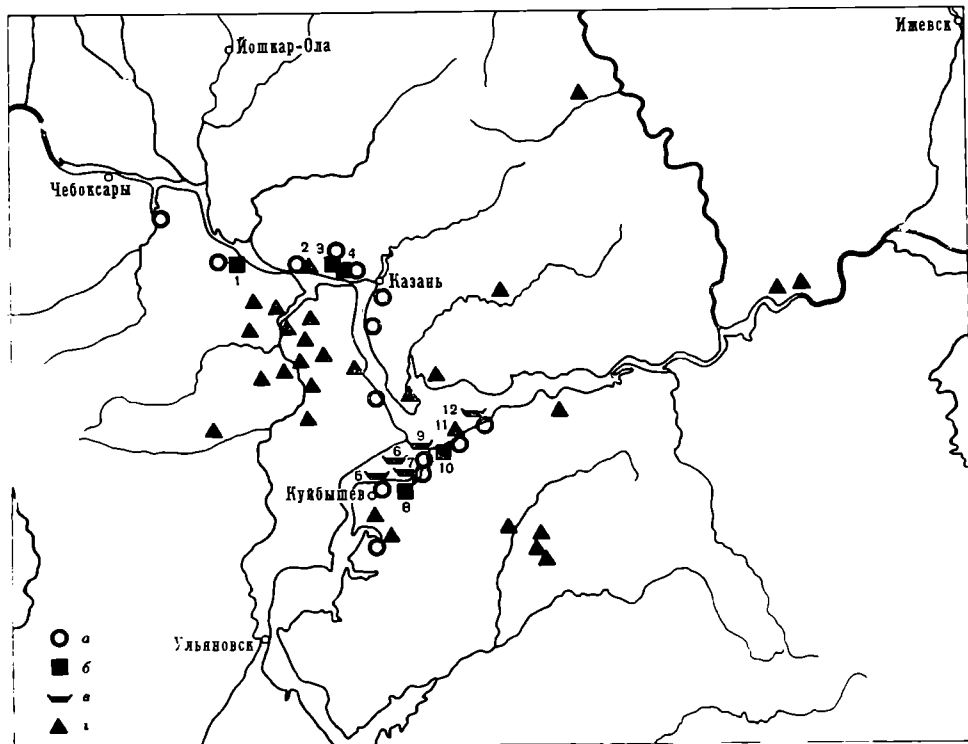 Ижевск
Йошкар-Ола
Чебоксары
2 3 4
1
Казань
12
11
9
6
7
10
5
Куйбышев
8
Ульяновск
а
б
в
г